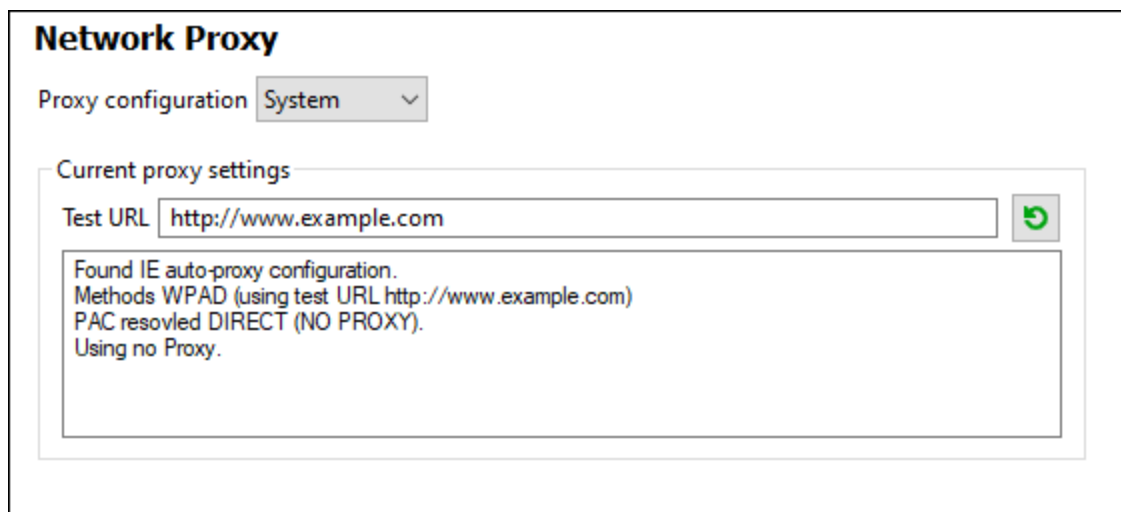 Network Proxy
Proxy configuration System
Current proxy settings
Test URL http://www.example.com
Found IE auto-proxy configuration.
Methods WPAD (using test URL http://www.example.com)
PAC resovled DIRECT (NO PROXY).
Using no Proxy.